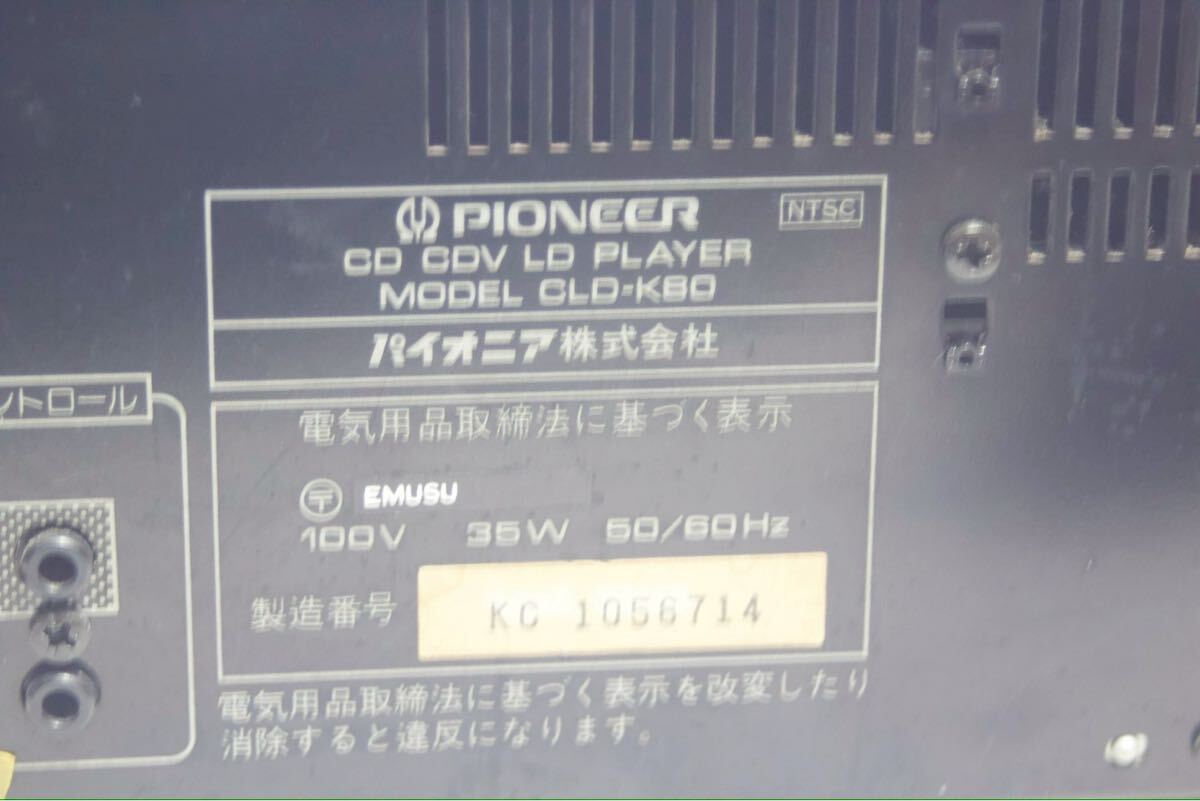 PIONEER
NTSC
CD CDV LD PLAYER
MODEL CLD-K80
パイオニア株式会社
ントロール
電気用品取締法に基づく表示
〒 EMUSU
100V 35W 50/60Hz
製造番号 KC 1056714
電気用品取締法に基づく表示を改変したり
消除すると違反になります。